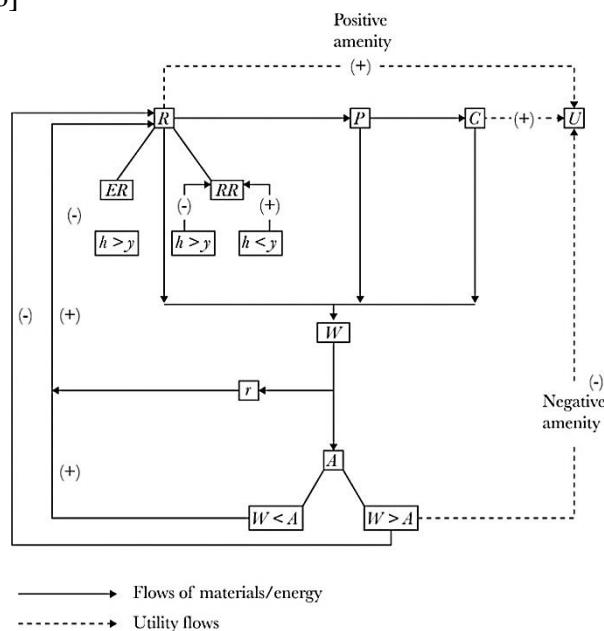 Positive
amenity
(+)
R
P
C
(+)
U
ER
RR
(-)
(-)
(+)
h > y
h > y
h < y
(-)
(+)
W
(-)
Negative
amenity
r
(+)
A
W < A
W > A
Flows of materials/energy
Utility flows